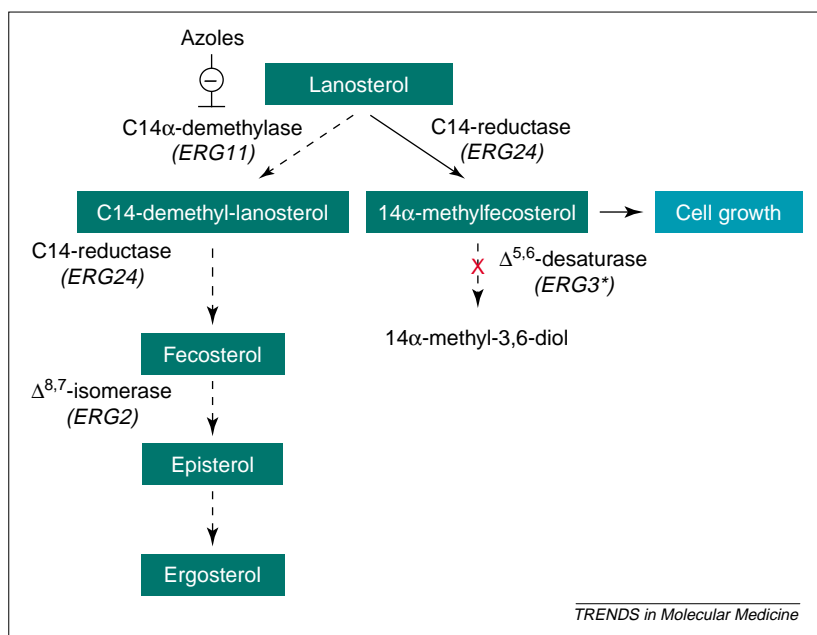 Azoles
Lanosterol
C14α-demethylase
(ERG11)
C14-reductase
(ERG24)
C14-demethyl-lanosterol
14α-methylfecosterol
Cell growth
C14-reductase
(ERG24)
X
Δ5,6-desaturase
(ERG3*)
14α-methyl-3,6-diol
Fecosterol
Δ8,7-isomerase
(ERG2)
Episterol
Ergosterol
TRENDS in Molecular Medicine